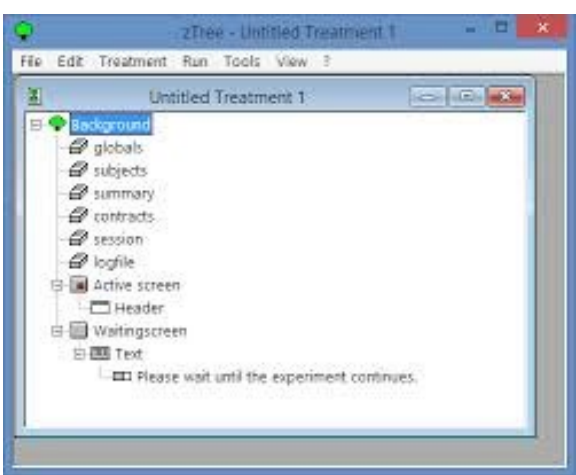 zTree - Untitled Treatment 1
File Edit Treatment Run Tools View ?
Untitled Treatment 1
Background
globals
subjects
summary
contracts
session
logfile
Active screen
Header
Waitingscreen
Text
Please wait until the experiment continues.